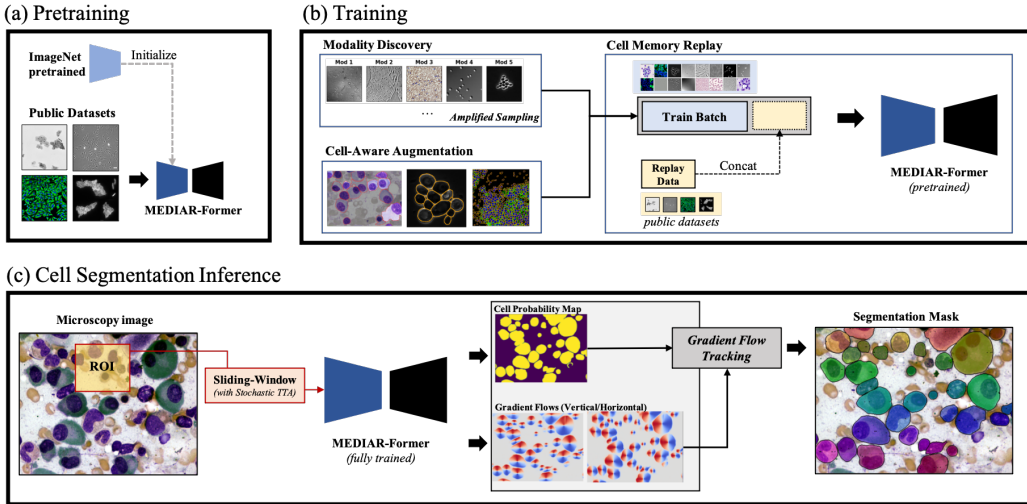 (a) Pretraining
ImageNet
pretrained
Initialize
Public Datasets
MEDIAR-Former
(b) Training
Modality Discovery
Mod 1 Mod 2 Mod 3 Mod 4 Mod 5
...
Amplified Sampling
Cell-Aware Augmentation
Cell Memory Replay
Train Batch
Replay
Data
Concat
public datasets
MEDIAR-Former
(pretrained)
(c) Cell Segmentation Inference
Microscopy image
ROI
Sliding-Window
(with Stochastic TTA)
MEDIAR-Former
(fully trained)
Cell Probability Map
Gradient Flows (Vertical/Horizontal)
Gradient Flow
Tracking
Segmentation Mask